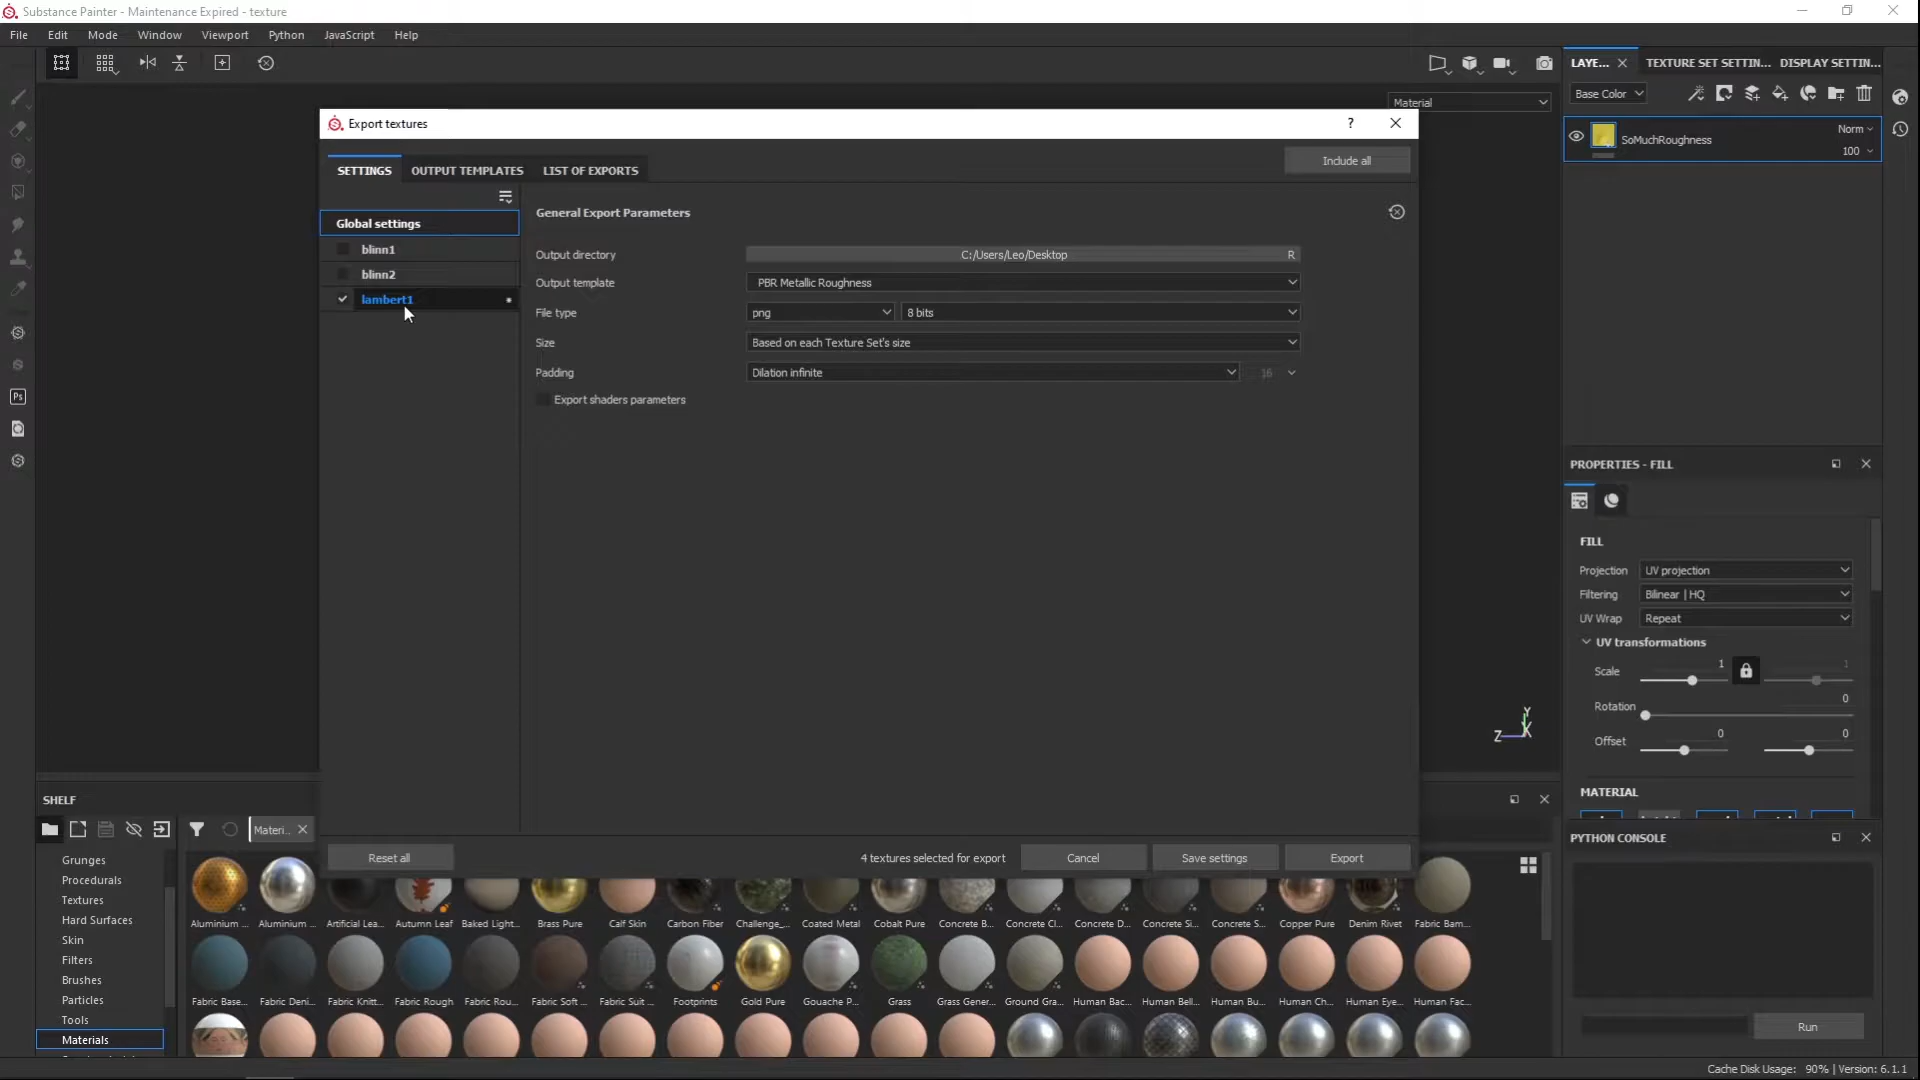 Substance Painter - Maintenance Expired - texture
File Edit Mode Window Viewport Python JavaScript Help
LAYE... TEXTURE SET SETTIN... DISPLAY SETTIN...
Material
Base Color
SoMuchRoughness
Norm
100
Export textures
?
SETTINGS OUTPUT TEMPLATES LIST OF EXPORTS
Include all
Global settings
blinn1
blinn2
lambert1
General Export Parameters
Output directory C:/Users/Leo/Desktop R
Output template PBR Metallic Roughness
File type png 8 bits
Size Based on each Texture Set's size
Padding Dilation infinite 16
Export shaders parameters
Reset all
4 textures selected for export
Cancel
Save settings
Export
Ps
Z Y X
PROPERTIES - FILL
FILL
Projection UV projection
Filtering Bilinear | HQ
UV Wrap Repeat
UV transformations
Scale 1 1
Rotation 0
Offset 0 0
MATERIAL
PYTHON CONSOLE
Run
SHELF
Materi..
Grunges
Procedurals
Textures
Hard Surfaces
Skin
Filters
Brushes
Particles
Tools
Materials
Aluminium ... Aluminium ... Artificial Lea... Autumn Leaf Baked Light... Brass Pure Calf Skin Carbon Fiber Challenge_... Coated Metal Cobalt Pure Concrete B... Concrete Cl... Concrete D... Concrete Si... Concrete S... Copper Pure Denim Rivet Fabric Bam...
Fabric Base... Fabric Deni... Fabric Knitt... Fabric Rough Fabric Rou... Fabric Soft ... Fabric Suit ... Footprints Gold Pure Gouache P... Grass Grass Gener... Ground Gra... Human Bac... Human Bell... Human Bu... Human Ch... Human Eye... Human Fac...
Cache Disk Usage: 90% | Version: 6.1.1